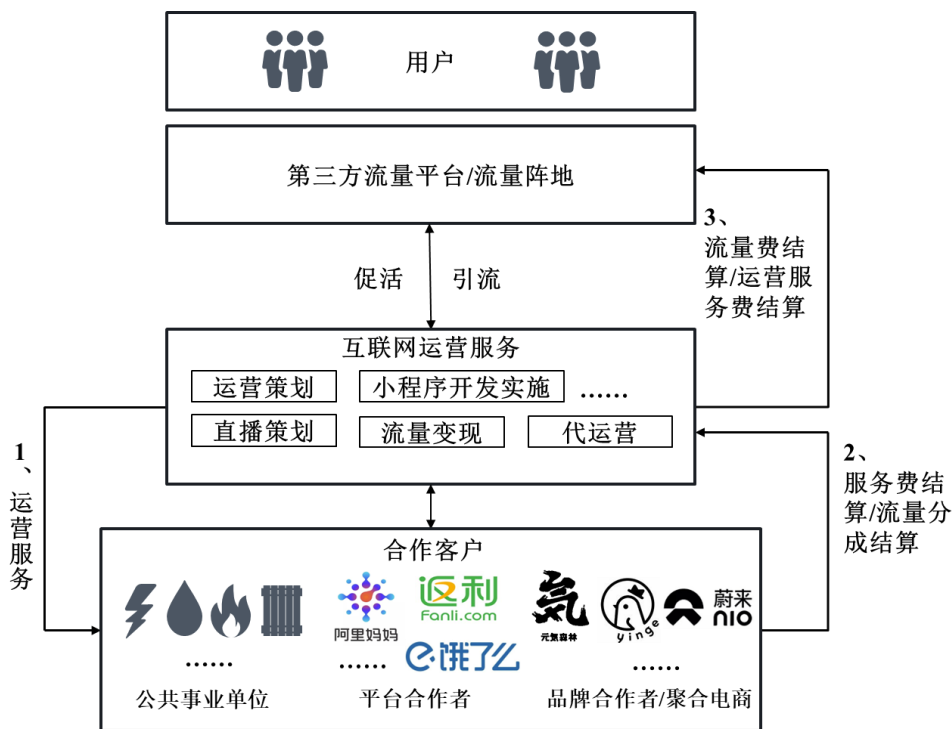 用户
第三方流量平台/流量阵地
促活
引流
3、
流量费结
算/运营服
务费结算
互联网运营服务
运营策划
小程序开发实施
......
直播策划
流量变现
代运营
1、
运
营
服
务
2、
服务费结
算/流量分
成结算
合作客户
阿里妈妈
返利
Fanli.com
饿了么
気
元気森林
yinge
蔚来
NIO
......
......
......
公共事业单位
平台合作者
品牌合作者/聚合电商